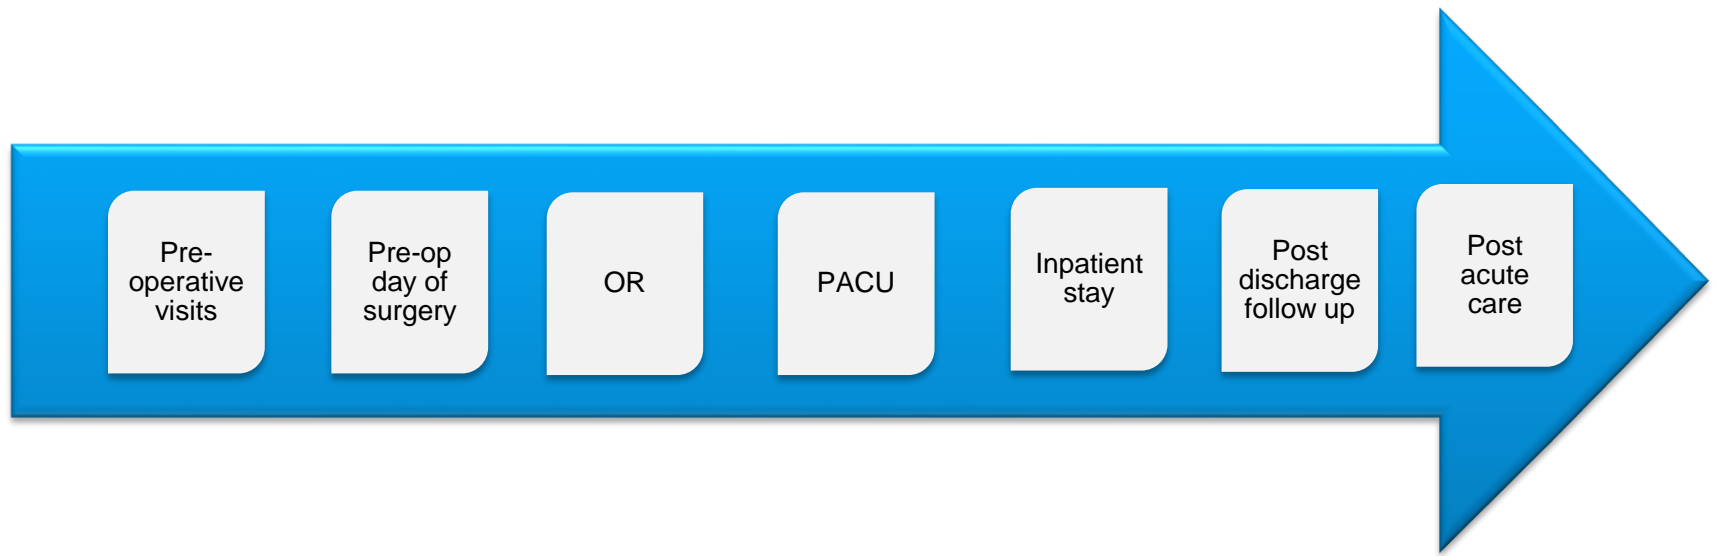 Pre-
operative
visits
Pre-op
day of
surgery
OR
PACU
Inpatient
stay
Post
discharge
follow up
Post
acute
care